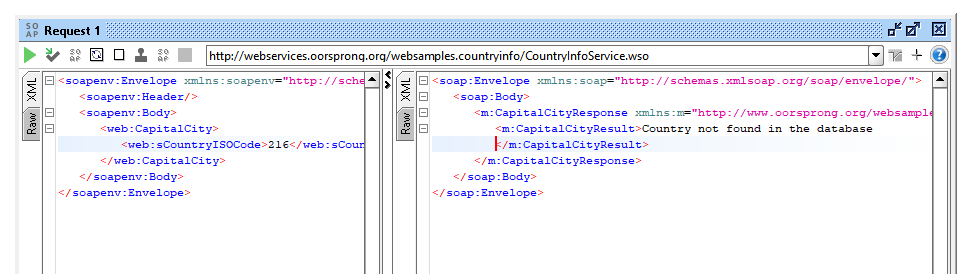 SO AP Request 1
http://webservices.oorsprong.org/websamples.countryinfo/CountryInfoService.wso
XML
Raw
<soapenv:Envelope xmlns:soapenv="http://sche
<soapenv:Header/>
<soapenv:Body>
<web:CapitalCity>
<web:sCountryISOCode>216</web:sCoun
</web:CapitalCity>
</soapenv:Body>
</soapenv:Envelope>
XML
Raw
<soap:Envelope xmlns:soap="http://schemas.xmlsoap.org/soap/envelope/">
<soap:Body>
<m:CapitalCityResponse xmlns:m="http://www.oorsprong.org/websample
<m:CapitalCityResult>Country not found in the database
</m:CapitalCityResult>
</m:CapitalCityResponse>
</soap:Body>
</soap:Envelope>